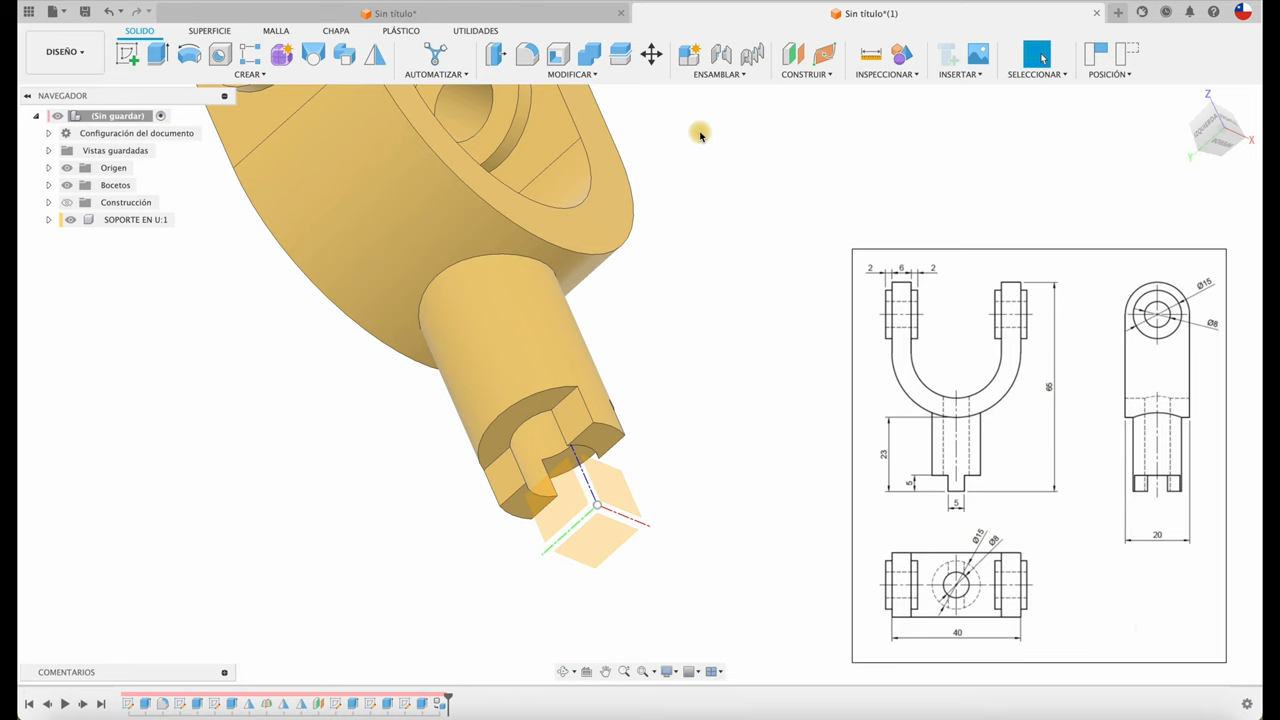 Sin título*
Sin título*(1)
DISEÑO
SOLIDO
SUPERFICIE
MALLA
CHAPA
PLÁSTICO
UTILIDADES
CREAR
AUTOMATIZAR
MODIFICAR
ENSAMBLAR
CONSTRUIR
INSPECCIONAR
INSERTAR
SELECCIONAR
POSICIÓN
NAVEGADOR
(Sin guardar)
Configuración del documento
Vistas guardadas
Origen
Bocetos
Construcción
SOPORTE EN U:1
Z
X
Y
IZQUIERDA
2
6
2
Ø15
Ø8
65
23
5
5
20
Ø15
Ø8
40
COMENTARIOS